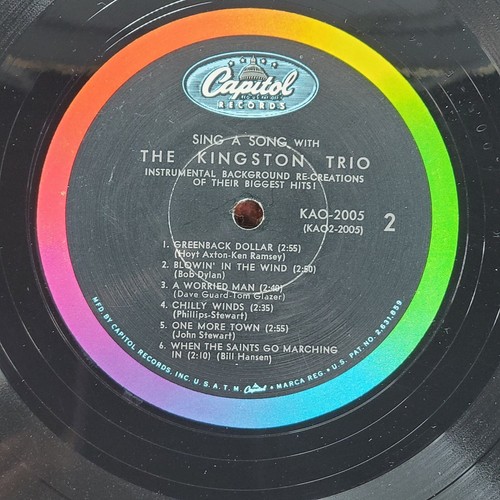 Capitol
RECORDS
SING A SONG WITH
THE KINGSTON TRIO
INSTRUMENTAL BACKGROUND RE-CREATIONS
OF THEIR BIGGEST HITS!
KAO-2005
(KAO2-2005)
2
1. GREENBACK DOLLAR (2:55)
(Hoyt Axton-Ken Ramsey)
2. BLOWIN' IN THE WIND (2:50)
(Bob Dylan)
3. A WORRIED MAN (2:40)
(Dave Guard-Tom Glazer)
4. CHILLY WINDS (2:35)
(Phillips-Stewart)
5. ONE MORE TOWN (2:55)
(John Stewart)
6. WHEN THE SAINTS GO MARCHING
IN (2:10) (Bill Hansen)
MFD. BY CAPITOL RECORDS, INC. U.S.A. T.M. Capitol • MARCA REG. • U.S. PAT. NO. 2,631,859